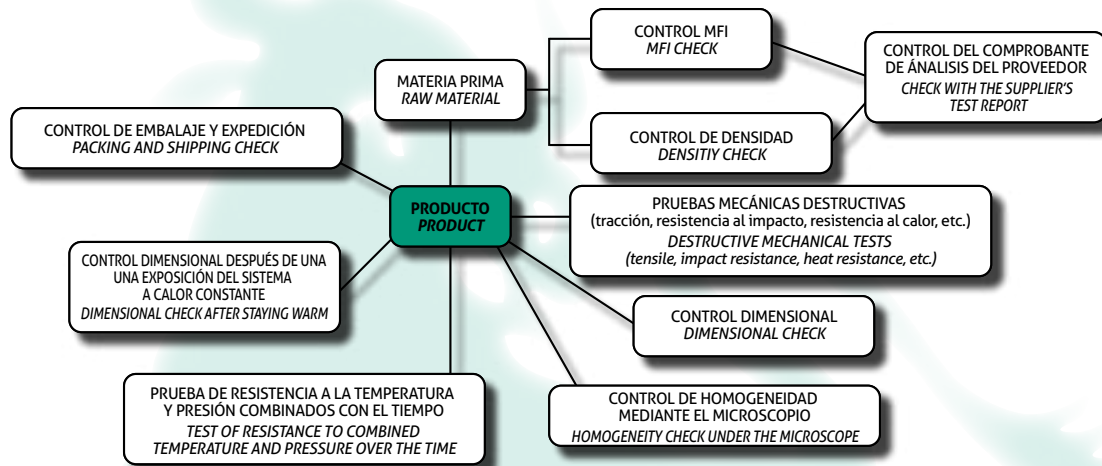 CONTROL MFI
MFI CHECK
CONTROL DEL COMPROBANTE
DE ÁNALISIS DEL PROVEEDOR
CHECK WITH THE SUPPLIER'S
TEST REPORT
MATERIA PRIMA
RAW MATERIAL
CONTROL DE EMBALAJE Y EXPEDICIÓN
PACKING AND SHIPPING CHECK
CONTROL DE DENSIDAD
DENSITIY CHECK
PRODUCTO
PRODUCT
PRUEBAS MECÁNICAS DESTRUCTIVAS
(tracción, resistencia al impacto, resistencia al calor, etc.)
DESTRUCTIVE MECHANICAL TESTS
(tensile, impact resistance, heat resistance, etc.)
CONTROL DIMENSIONAL DESPUÉS DE UNA
UNA EXPOSICIÓN DEL SISTEMA
A CALOR CONSTANTE
DIMENSIONAL CHECK AFTER STAYING WARM
CONTROL DIMENSIONAL
DIMENSIONAL CHECK
PRUEBA DE RESISTENCIA A LA TEMPERATURA
Y PRESIÓN COMBINADOS CON EL TIEMPO
TEST OF RESISTANCE TO COMBINED
TEMPERATURE AND PRESSURE OVER THE TIME
CONTROL DE HOMOGENEIDAD
MEDIANTE EL MICROSCOPIO
HOMOGENEITY CHECK UNDER THE MICROSCOPE